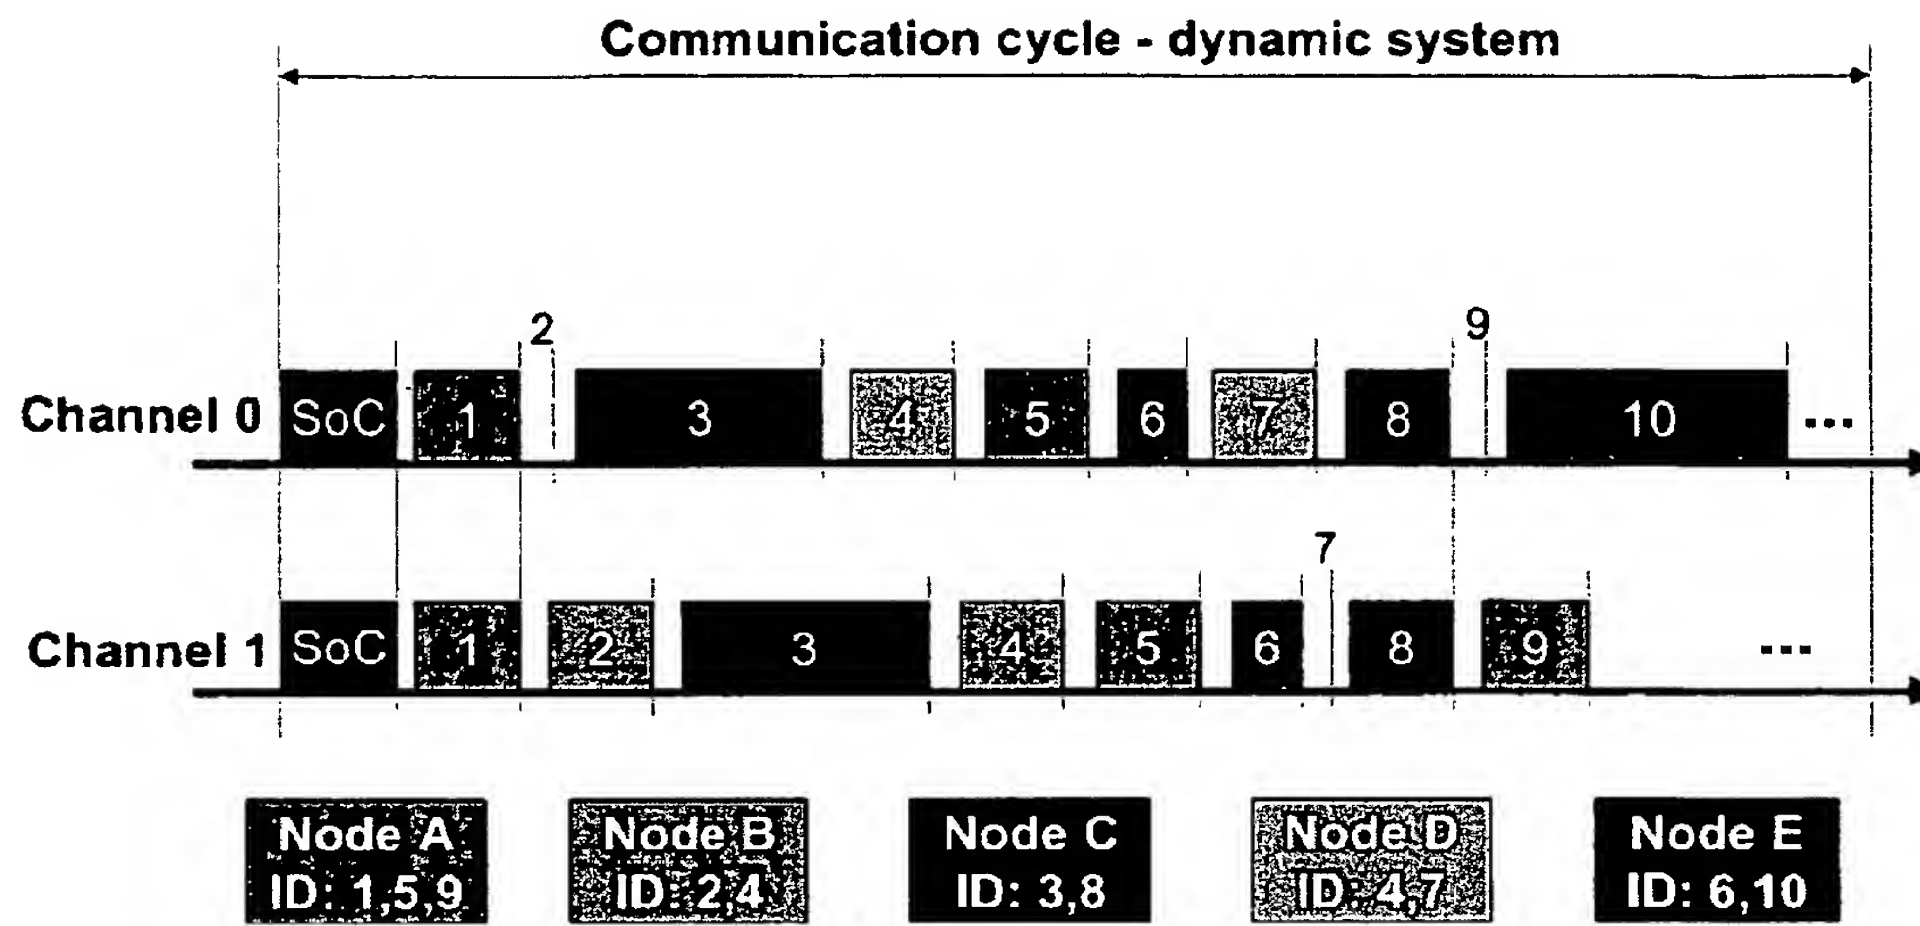 Communication cycle - dynamic system
2
9
Channel 0 SoC 1 3 4 5 6 7 8 10 ...
7
Channel 1 SoC 1 2 3 4 5 6 8 9 ...
Node A
ID: 1,5,9
Node B
ID: 2,4
Node C
ID: 3,8
Node D
ID: 4,7
Node E
ID: 6,10